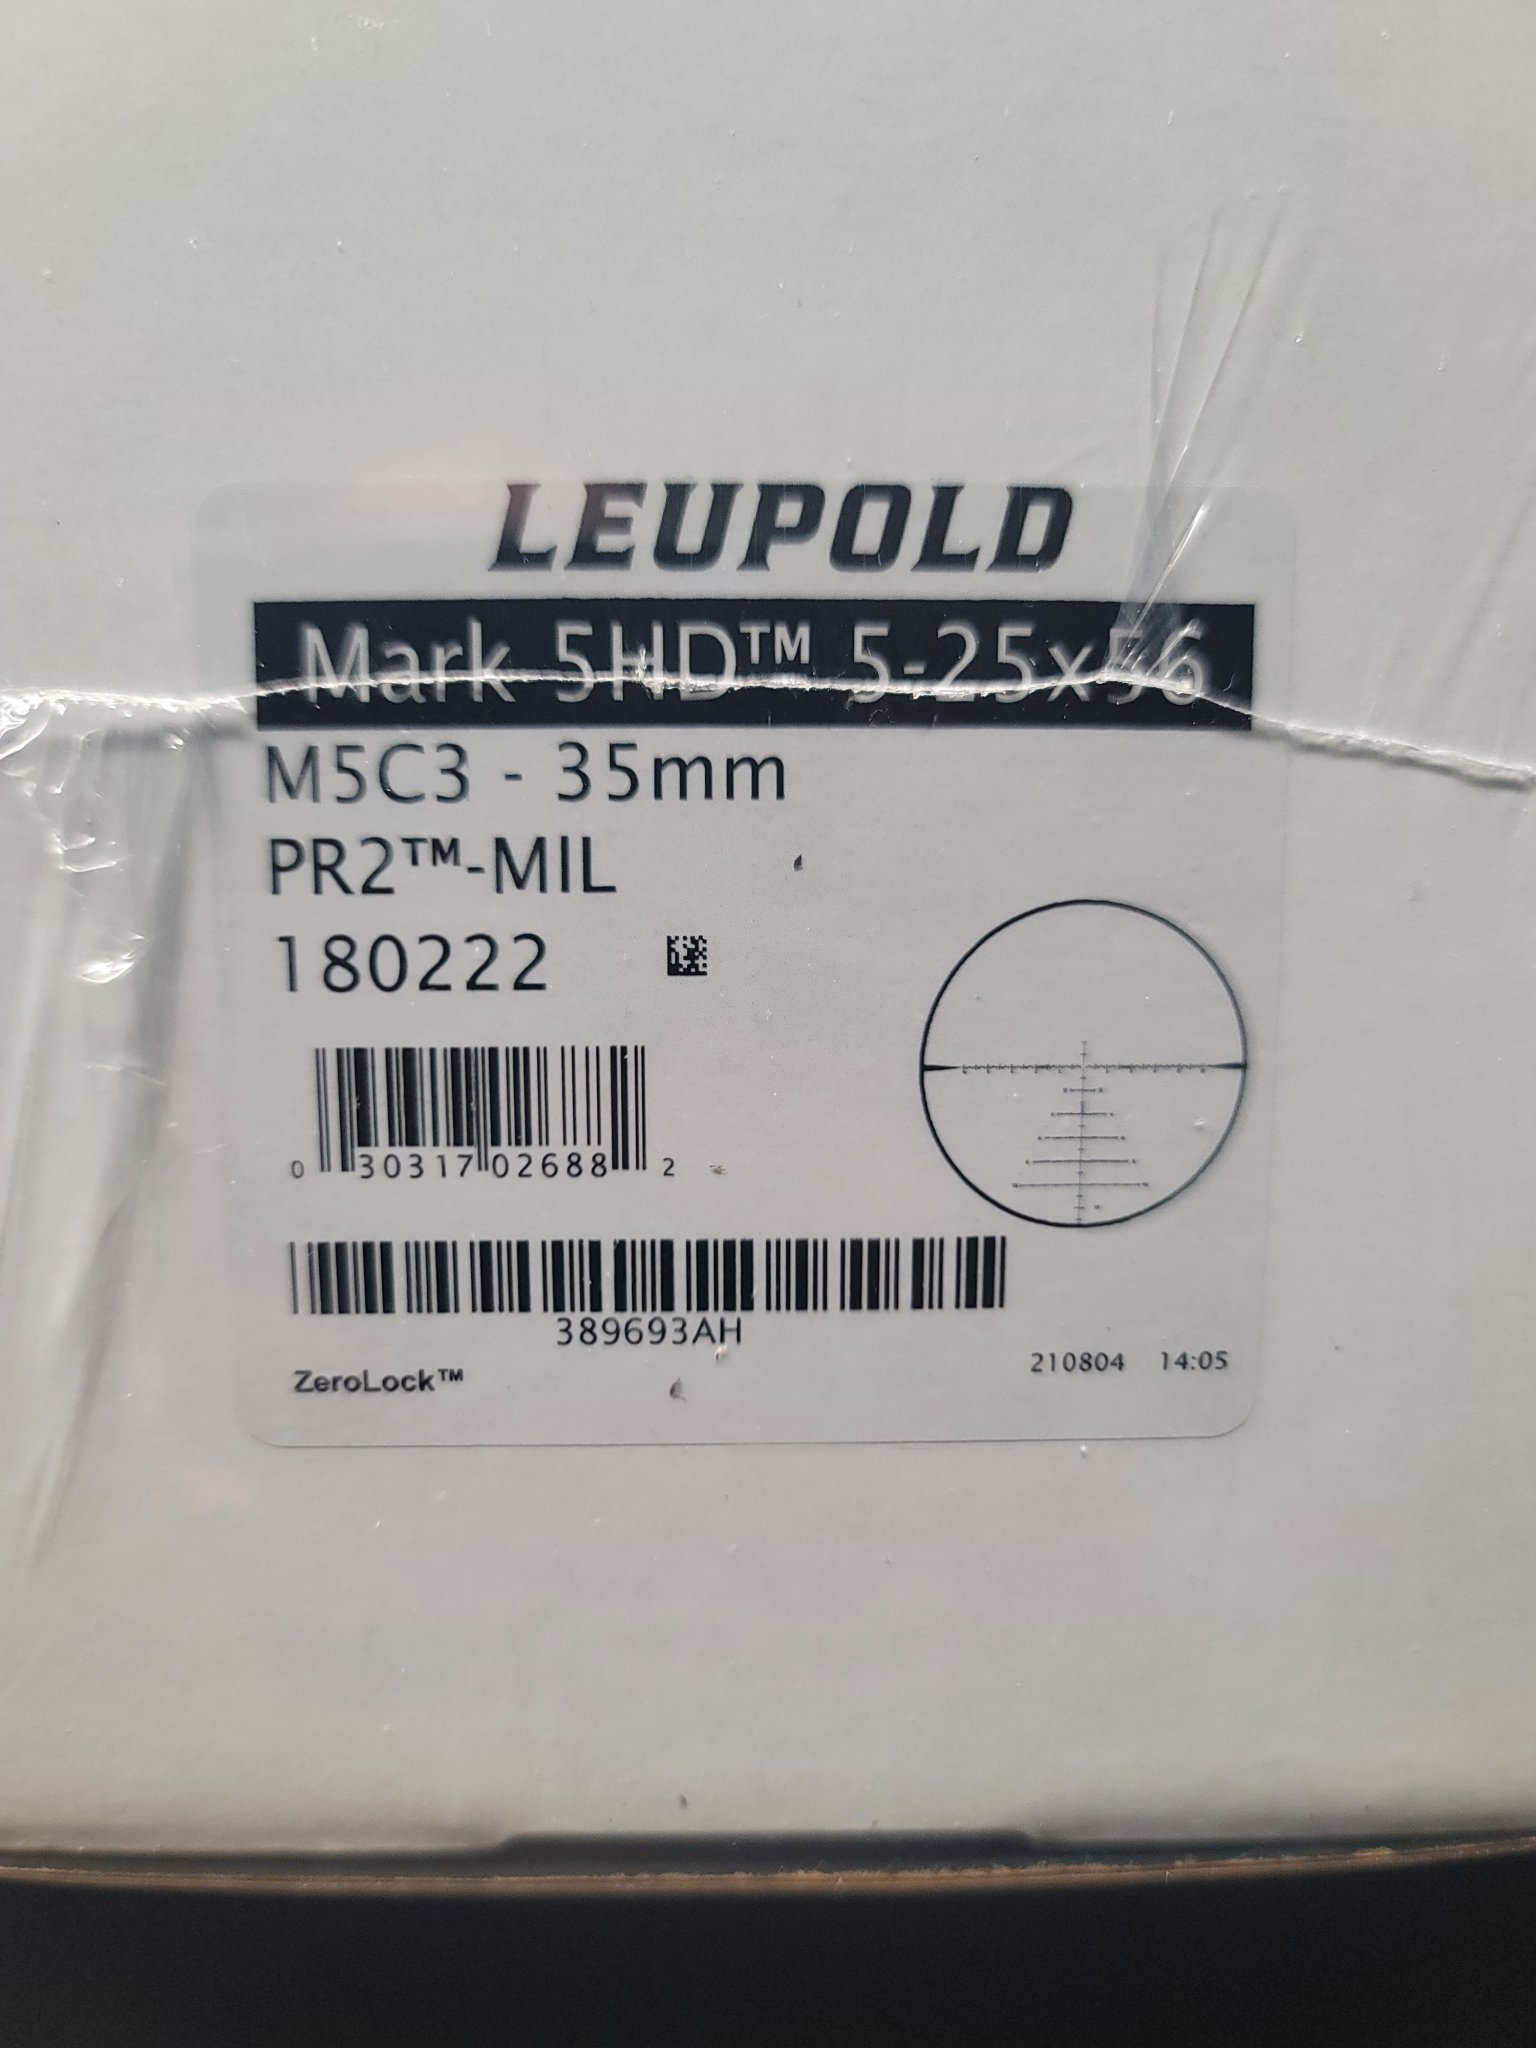 LEUPOLD
Mark 5HD™ 5-25x56
M5C3 - 35mm
PR2™-MIL
180222
0 30317 02688 2
389693AH
ZeroLock™
210804 14:05